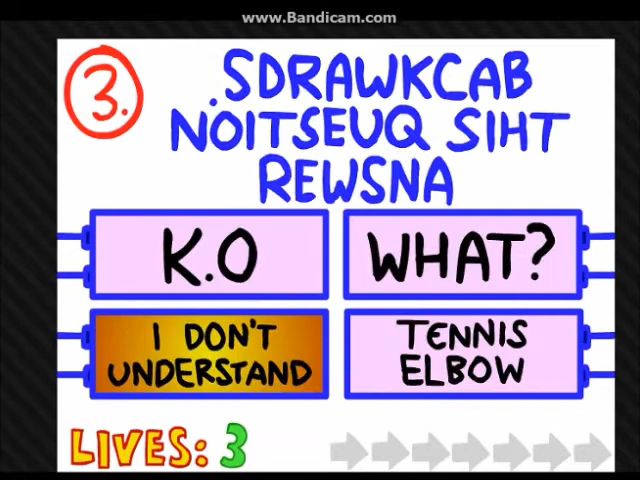 www.Bandicam.com
3.
.SDRAWKCAB
.NOITSEUQ SIHT
REWSNA
K.O
WHAT?
I DON'T
UNDERSTAND
TENNIS
ELBOW
LIVES: 3